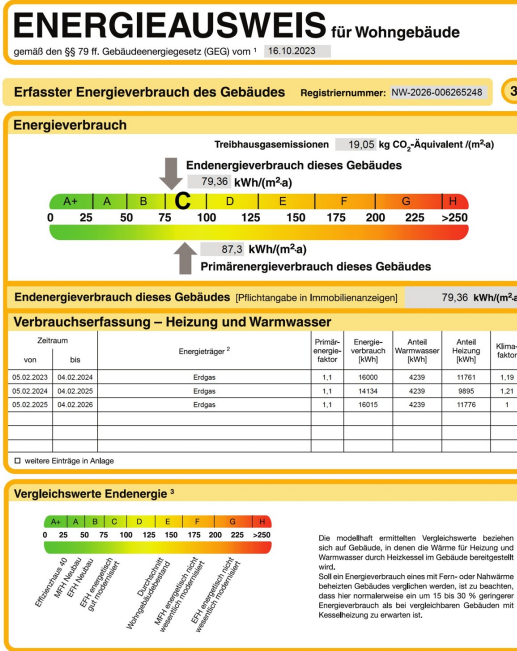 ENERGIEAUSWEIS für Wohngebäude
gemäß den §§ 79 ff. Gebäudeenergiegesetz (GEG) vom ¹ 16.10.2023
Erfasster Energieverbrauch des Gebäudes Registriernummer: NW-2026-006265248 3
Energieverbrauch
Treibhausgasemissionen 19,05 kg CO₂-Äquivalent /(m²·a)
Endenergieverbrauch dieses Gebäudes
79,36 kWh/(m²·a)
A+ A B C D E F G H
0 25 50 75 100 125 150 175 200 225 >250
87,3 kWh/(m²·a)
Primärenergieverbrauch dieses Gebäudes
Endenergieverbrauch dieses Gebäudes [Pflichtangabe in Immobilienanzeigen] 79,36 kWh/(m²·a
Verbrauchserfassung – Heizung und Warmwasser
Zeitraum
von bis
Energieträger ²
Primär-
energie-
faktor
Energie-
verbrauch
[kWh]
Anteil
Warmwasser
[kWh]
Anteil
Heizung
[kWh]
Klima-
faktor
05.02.2023 04.02.2024 Erdgas 1,1 16000 4239 11761 1,19
05.02.2024 04.02.2025 Erdgas 1,1 14134 4239 9895 1,21
05.02.2025 04.02.2026 Erdgas 1,1 16015 4239 11776 1
☐ weitere Einträge in Anlage
Vergleichswerte Endenergie ³
A+ A B C D E F G H
0 25 50 75 100 125 150 175 200 225 >250
Effizienzhaus 40
MFH Neubau
EFH Neubau
EFH energetisch
gut modernisiert
Durchschnitt
Wohngebäudebestand
MFH energetisch nicht
wesentlich modernisiert
EFH energetisch nicht
wesentlich modernisiert
Die modellhaft ermittelten Vergleichswerte beziehen
sich auf Gebäude, in denen die Wärme für Heizung und
Warmwasser durch Heizkessel im Gebäude bereitgestellt
wird.
Soll ein Energieverbrauch eines mit Fern- oder Nahwärme
beheizten Gebäudes verglichen werden, ist zu beachten,
dass hier normalerweise ein um 15 bis 30 % geringerer
Energieverbrauch als bei vergleichbaren Gebäuden mit
Kesselheizung zu erwarten ist.